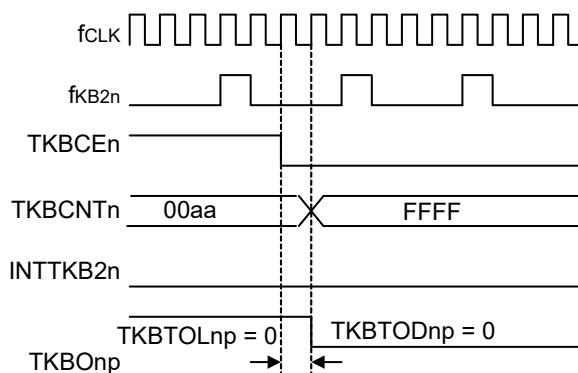 fCLK
fKB2n
TKBCEn
TKBCNTn 00aa FFFF
INTTKB2n
TKBTOLnp = 0 TKBTODnp = 0
TKBOnp